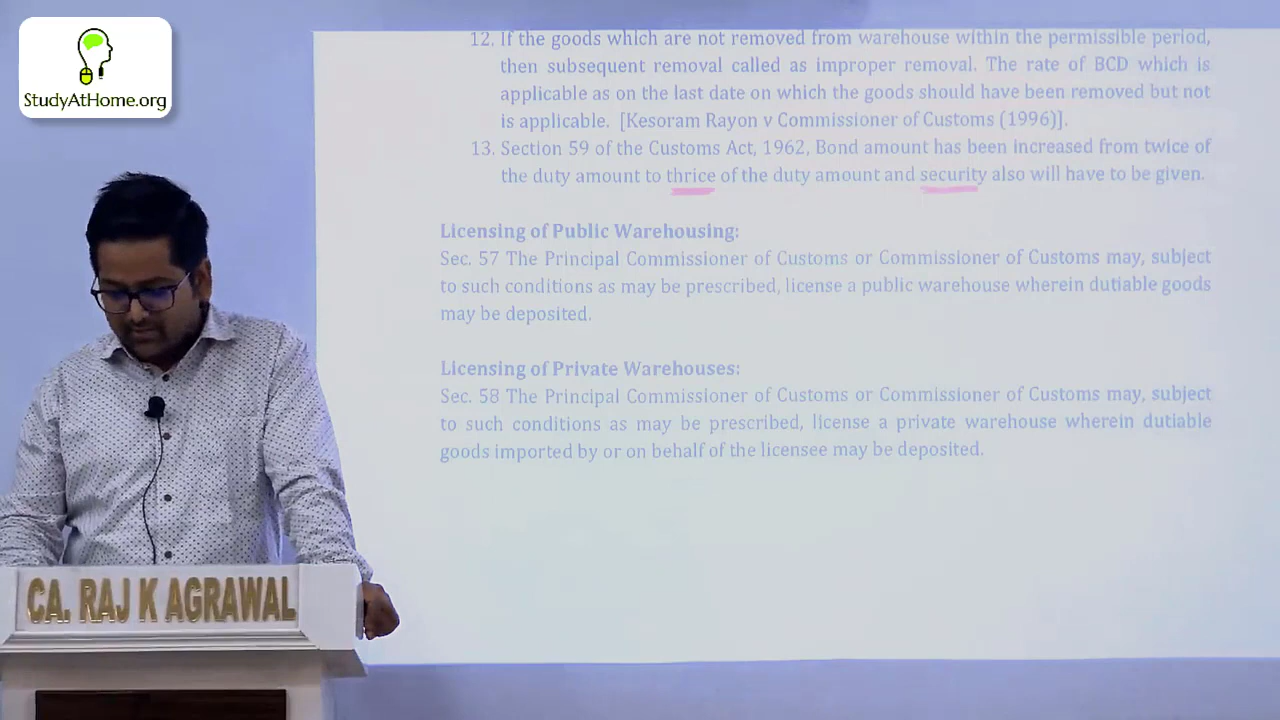 StudyAtHome.org
12. If the goods which are not removed from warehouse within the permissible period,
then subsequent removal called as improper removal. The rate of BCD which is
applicable as on the last date on which the goods should have been removed but not
is applicable. [Kesoram Rayon v Commissioner of Customs (1996)].
13. Section 59 of the Customs Act, 1962, Bond amount has been increased from twice of
the duty amount to thrice of the duty amount and security also will have to be given.
Licensing of Public Warehousing:
Sec. 57 The Principal Commissioner of Customs or Commissioner of Customs may, subject
to such conditions as may be prescribed, license a public warehouse wherein dutiable goods
may be deposited.
Licensing of Private Warehouses:
Sec. 58 The Principal Commissioner of Customs or Commissioner of Customs may, subject
to such conditions as may be prescribed, license a private warehouse wherein dutiable
goods imported by or on behalf of the licensee may be deposited.
CA. RAJ K AGRAWAL